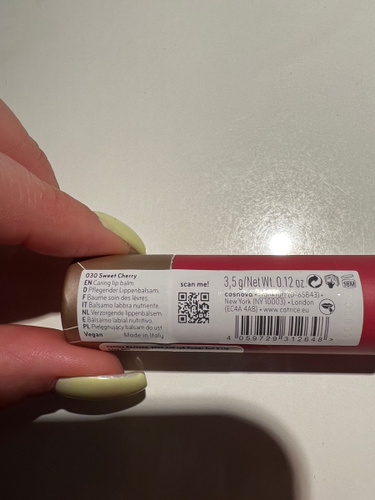 030 Sweet Cherry
EN Caring lip balm
D Pflegender Lippenbalsam.
F Baume soin des lèvres.
IT Balsamo labbra nutriente.
NL Verzorgende lippenbalsem.
E Bálsamo labial nutritivo.
PL Pielęgnujący balsam do ust
Vegan Made in Italy
scan me!
3,5 g/Net Wt. 0.12 oz
18M
cosnova •
New York (NY 10003) • London
(EC4A 4AB) • www.catrice.eu
4 059729 312648 >